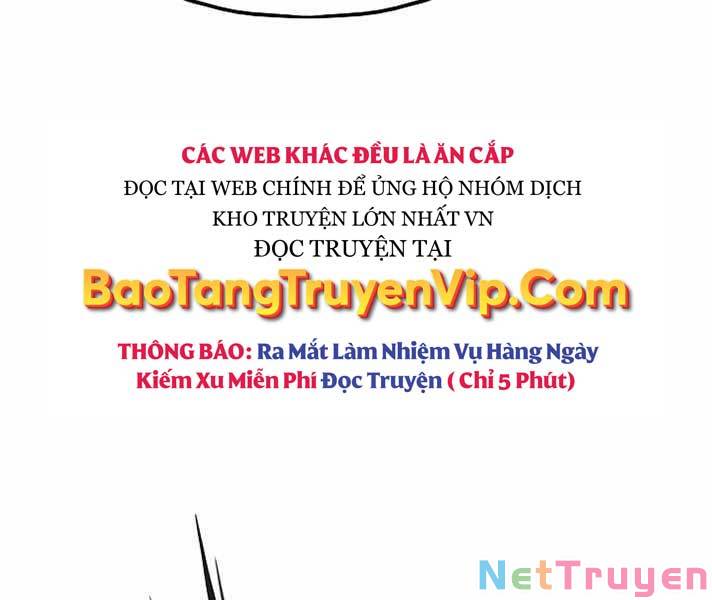 CÁC WEB KHÁC ĐỀU LÀ ĂN CẮP
ĐỌC TẠI WEB CHÍNH ĐỂ ỦNG HỘ NHÓM DỊCH
KHO TRUYỆN LỚN NHẤT VN
ĐỌC TRUYỆN TẠI
BaoTangTruyenVip.Com
THÔNG BÁO: Ra Mắt Làm Nhiệm Vụ Hàng Ngày
Kiếm Xu Miễn Phí Đọc Truyện ( Chỉ 5 Phút)
NetTruyen